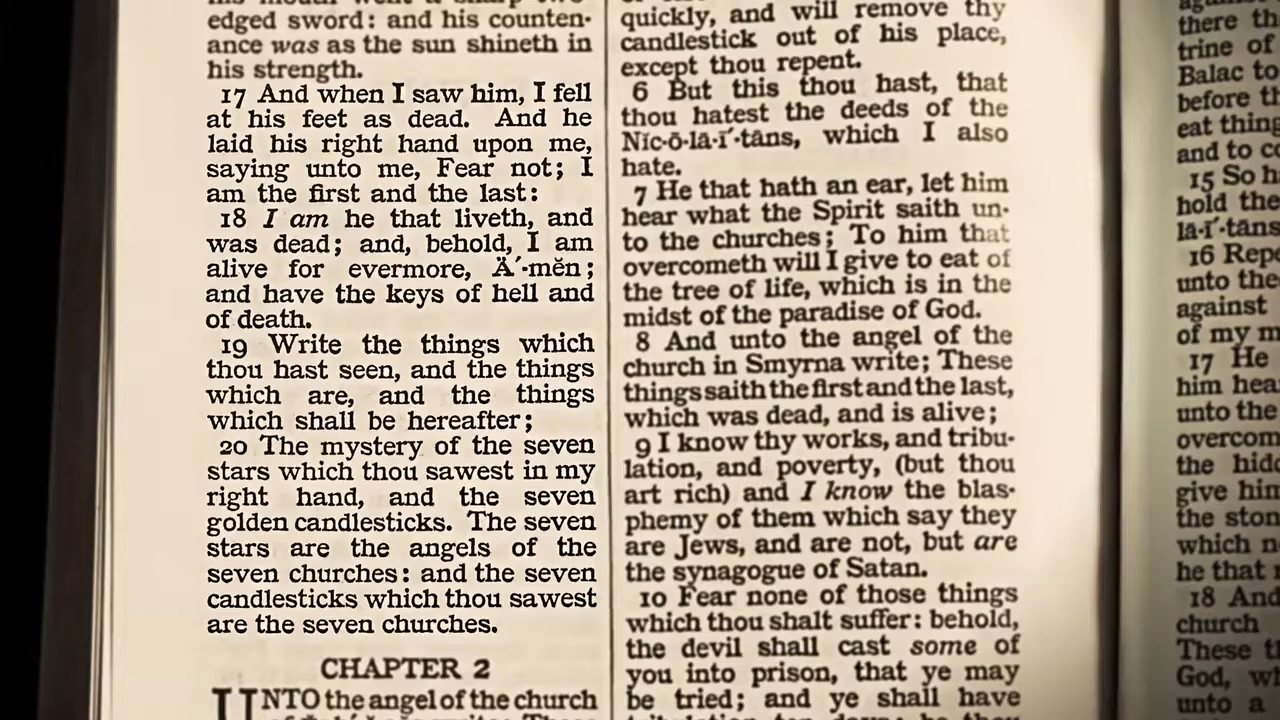 edged sword: and his counten-
ance was as the sun shineth in
his strength.
17 And when I saw him, I fell
at his feet as dead. And he
laid his right hand upon me,
saying unto me, Fear not; I
am the first and the last:
18 I am he that liveth, and
was dead; and, behold, I am
alive for evermore, Ä´-mĕn;
and have the keys of hell and
of death.
19 Write the things which
thou hast seen, and the things
which are, and the things
which shall be hereafter;
20 The mystery of the seven
stars which thou sawest in my
right hand, and the seven
golden candlesticks. The seven
stars are the angels of the
seven churches: and the seven
candlesticks which thou sawest
are the seven churches.
CHAPTER 2
UNTO the angel of the church
quickly, and will remove thy
candlestick out of his place,
except thou repent.
6 But this thou hast, that
thou hatest the deeds of the
Nĭc-ō-lā-ī´-tāns, which I also
hate.
7 He that hath an ear, let him
hear what the Spirit saith un-
to the churches; To him that
overcometh will I give to eat of
the tree of life, which is in the
midst of the paradise of God.
8 And unto the angel of the
church in Smyrna write; These
things saith the first and the last,
which was dead, and is alive;
9 I know thy works, and tribu-
lation, and poverty, (but thou
art rich) and I know the blas-
phemy of them which say they
are Jews, and are not, but are
the synagogue of Satan.
10 Fear none of those things
which thou shalt suffer: behold,
the devil shall cast some of
you into prison, that ye may
be tried; and ye shall have
there
trine of
Balac to
before
eat
and to
15 So
hold the
lā-ī´-tāns
16
unto the
against
of my
17 He
him
unto the
the
give him
the
which
he that
18 And
church
These
God,
unto a